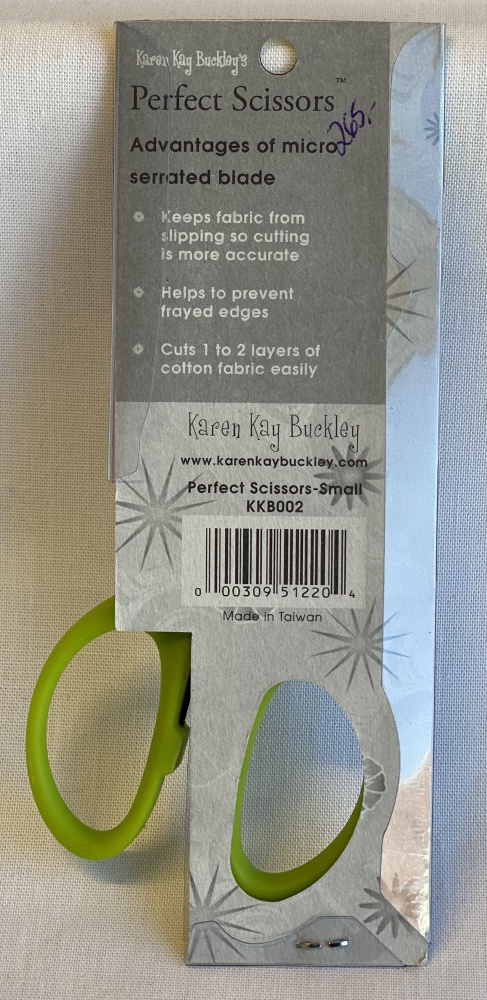 Karen Kay Buckley's
Perfect Scissors™
265,-
Advantages of micro
serrated blade
Keeps fabric from
slipping so cutting
is more accurate
Helps to prevent
frayed edges
Cuts 1 to 2 layers of
cotton fabric easily
Karen Kay Buckley
www.karenkaybuckley.com
Perfect Scissors-Small
KKB002
0 00309 51220 4
Made in Taiwan